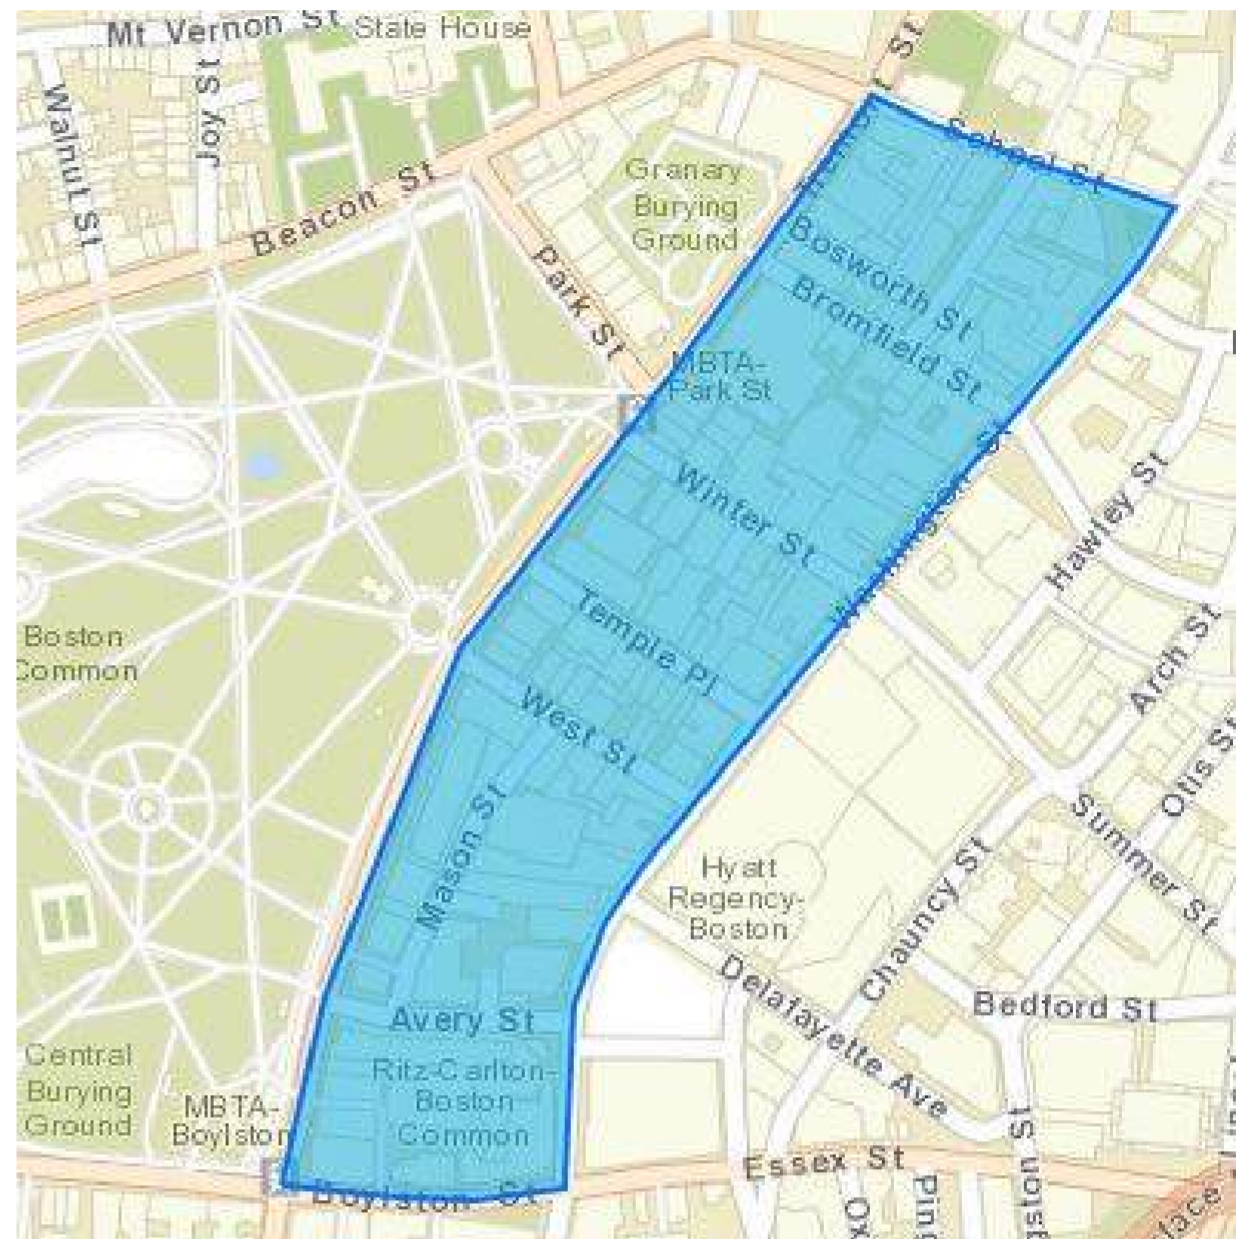 Mt Vernon St
State House
St
Walnut St
Joy St
School St
Beacon St
Granary
Burying
Ground
Park St
Bosworth St
Bromfield St
MBTA-
Park St
Winter St
Hawley St
Temple Pl
Arch St
Boston
Common
West St
Otis St
Mason St
Summer St
Hyatt
Regency-
Boston
Chauncy St
Delafayette Ave
Bedford St
Avery St
Central
Burying
Ground
MBTA-
Boylston
Ritz-Carlton-
Boston
Common
Essex St
Boylston St